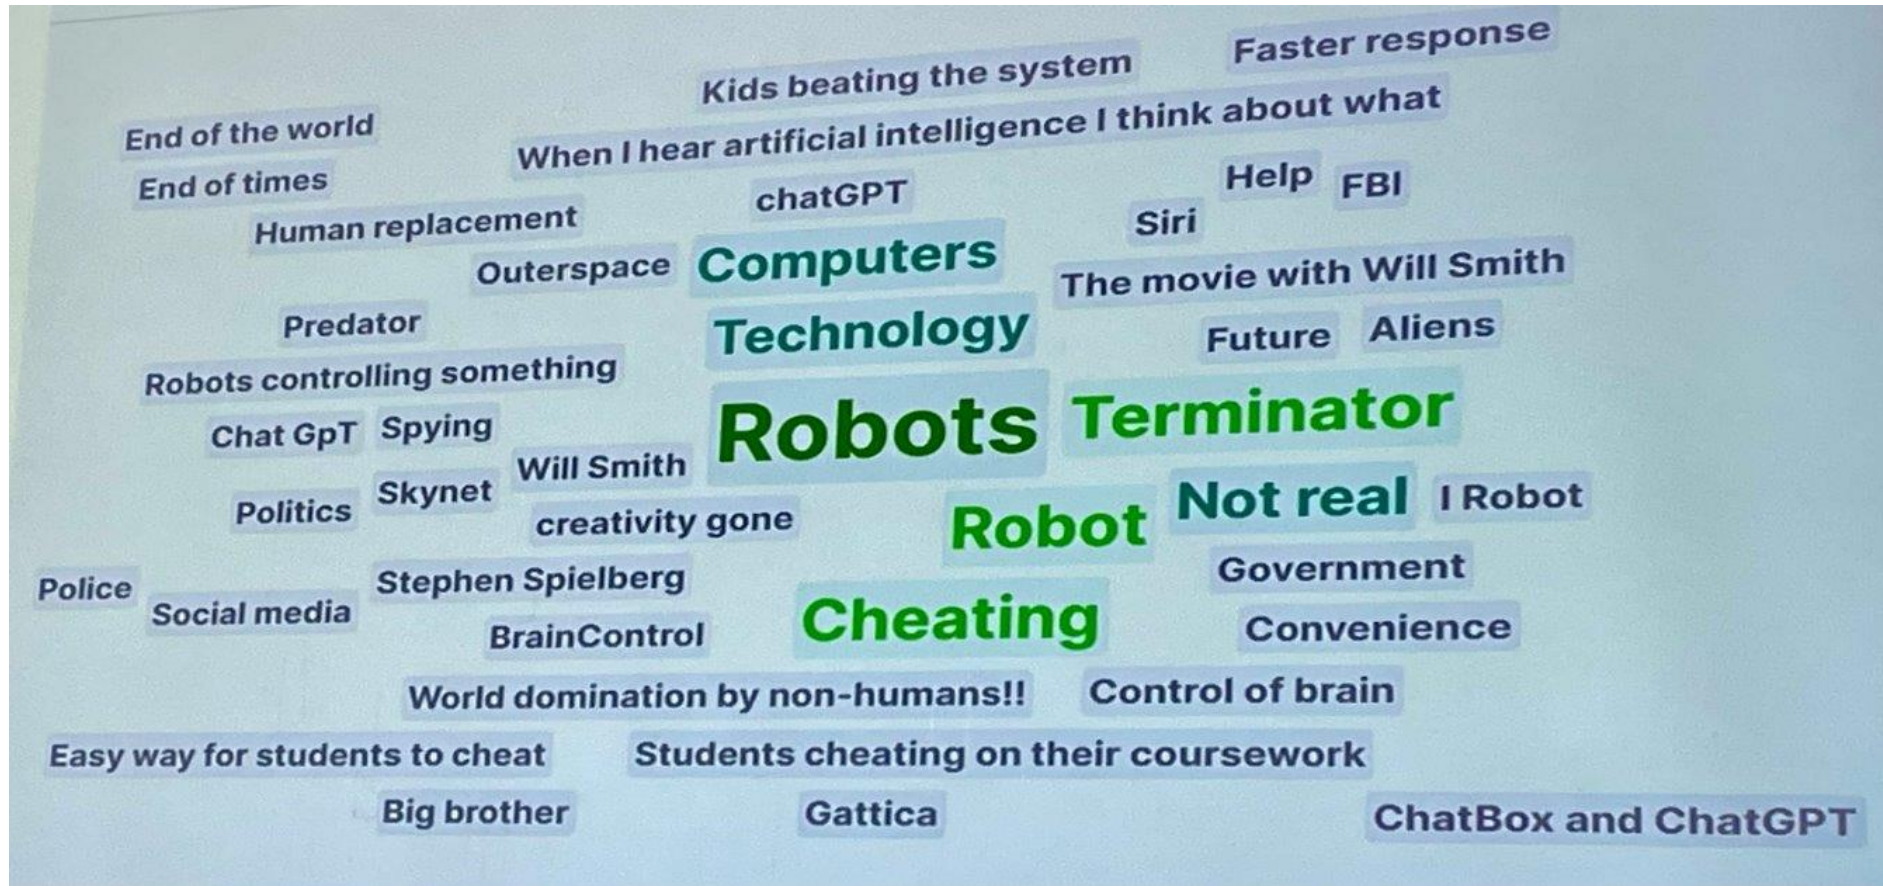 Faster response
Kids beating the system
When I hear artificial intelligence I think about what
End of the world
End of times
Help
FBI
chatGPT
Siri
Human replacement
Outerspace
Computers
The movie with Will Smith
Predator
Technology
Future
Aliens
Robots controlling something
Robots
Terminator
Chat GpT
Spying
Will Smith
Skynet
Politics
creativity gone
Robot
Not real
I Robot
Police
Social media
Stephen Spielberg
Government
BrainControl
Cheating
Convenience
World domination by non-humans!!
Control of brain
Easy way for students to cheat
Students cheating on their coursework
Big brother
Gattica
ChatBox and ChatGPT